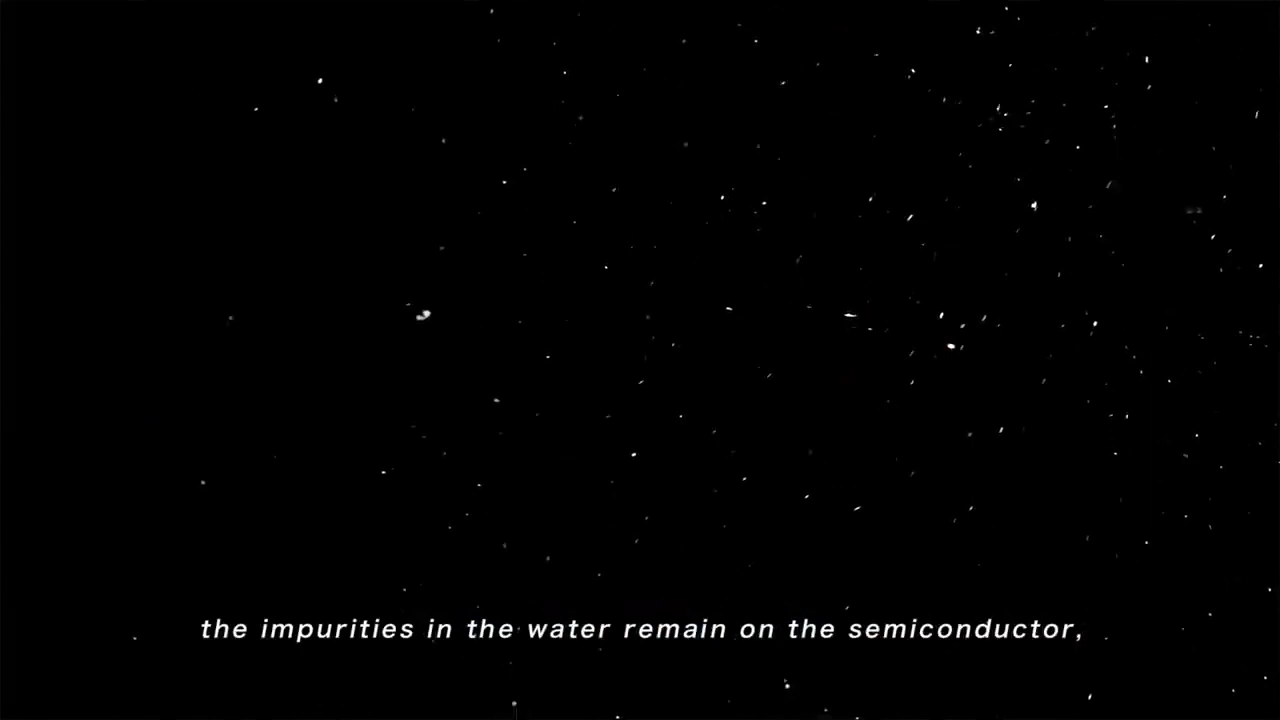 the impurities in the water remain on the semiconductor,